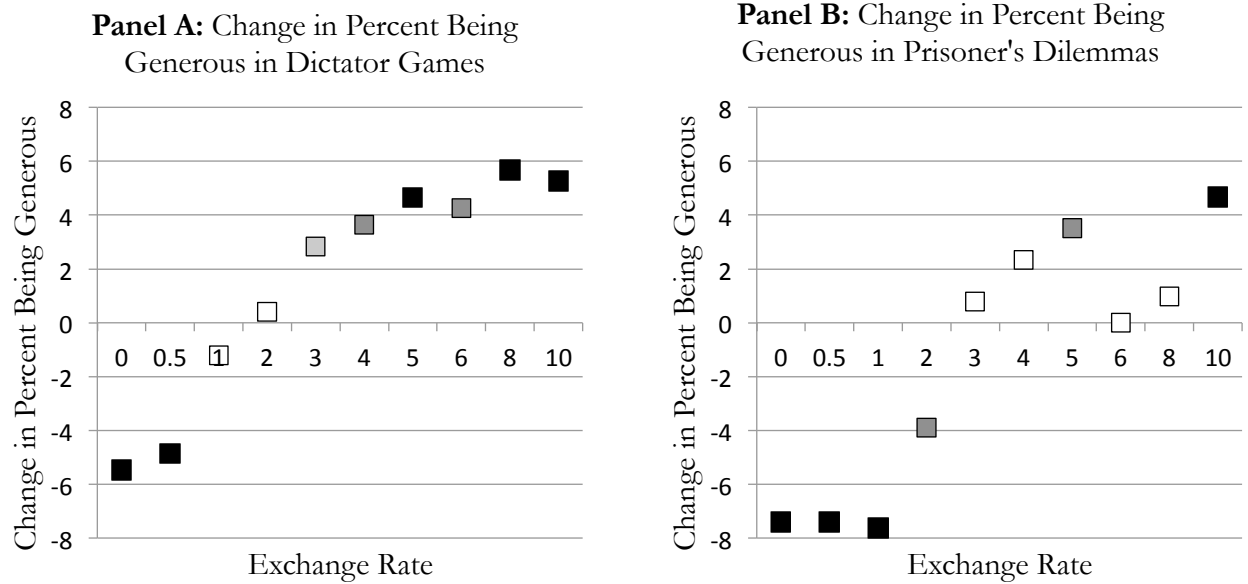 Panel A: Change in Percent Being
Generous in Dictator Games
Change in Percent Being Generous
8
6
4
2
0
-2
-4
-6
-8
0 0.5 1 2 3 4 5 6 8 10
Exchange Rate
Panel B: Change in Percent Being
Generous in Prisoner's Dilemmas
Change in Percent Being Generous
8
6
4
2
0
-2
-4
-6
-8
0 0.5 1 2 3 4 5 6 8 10
Exchange Rate